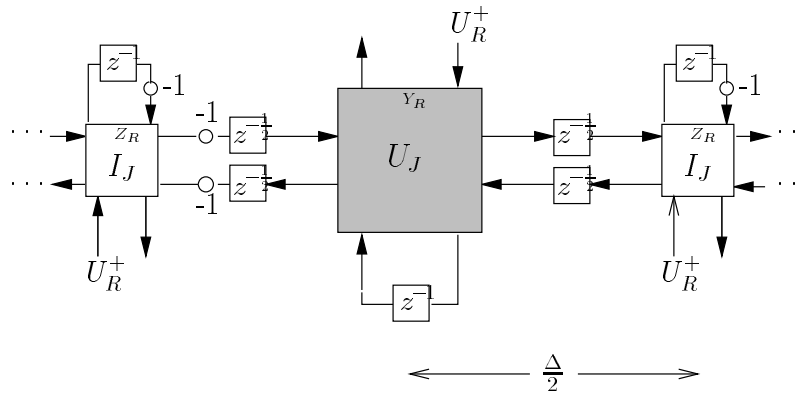 U_R^+
z^{-1} z^{-1}
-1 -1
-1 Y_R
· · · Z_R z^{-1/2} z^{-1/2} Z_R · ·
I_J U_J I_J
· · · z^{-1/2} z^{-1/2} · ·
-1
U_R^+ U_R^+
z^{-1}
Δ/2